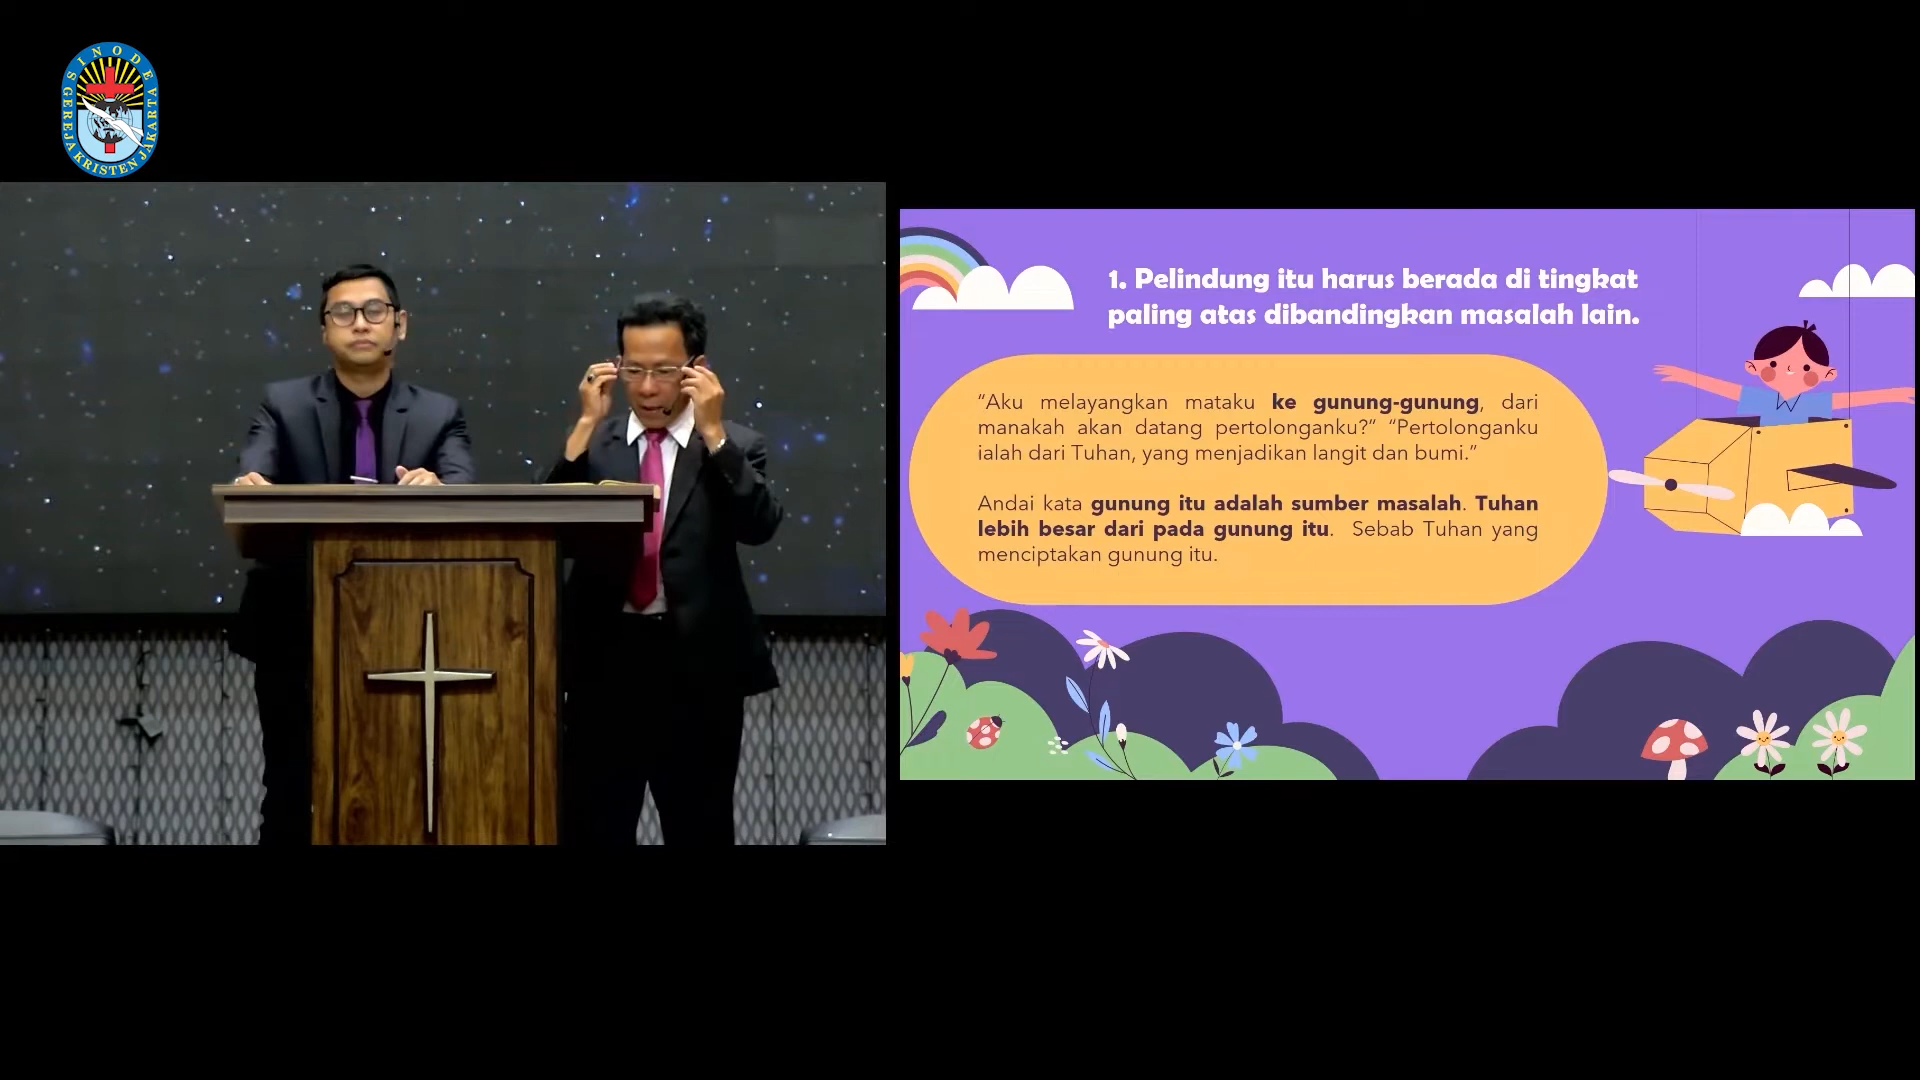 SINODE
GEREJA KRISTEN JAKARTA
1. Pelindung itu harus berada di tingkat
paling atas dibandingkan masalah lain.
“Aku melayangkan mataku ke gunung-gunung, dari
manakah akan datang pertolonganku?” “Pertolonganku
ialah dari Tuhan, yang menjadikan langit dan bumi.”
Andai kata gunung itu adalah sumber masalah. Tuhan
lebih besar dari pada gunung itu. Sebab Tuhan yang
menciptakan gunung itu.